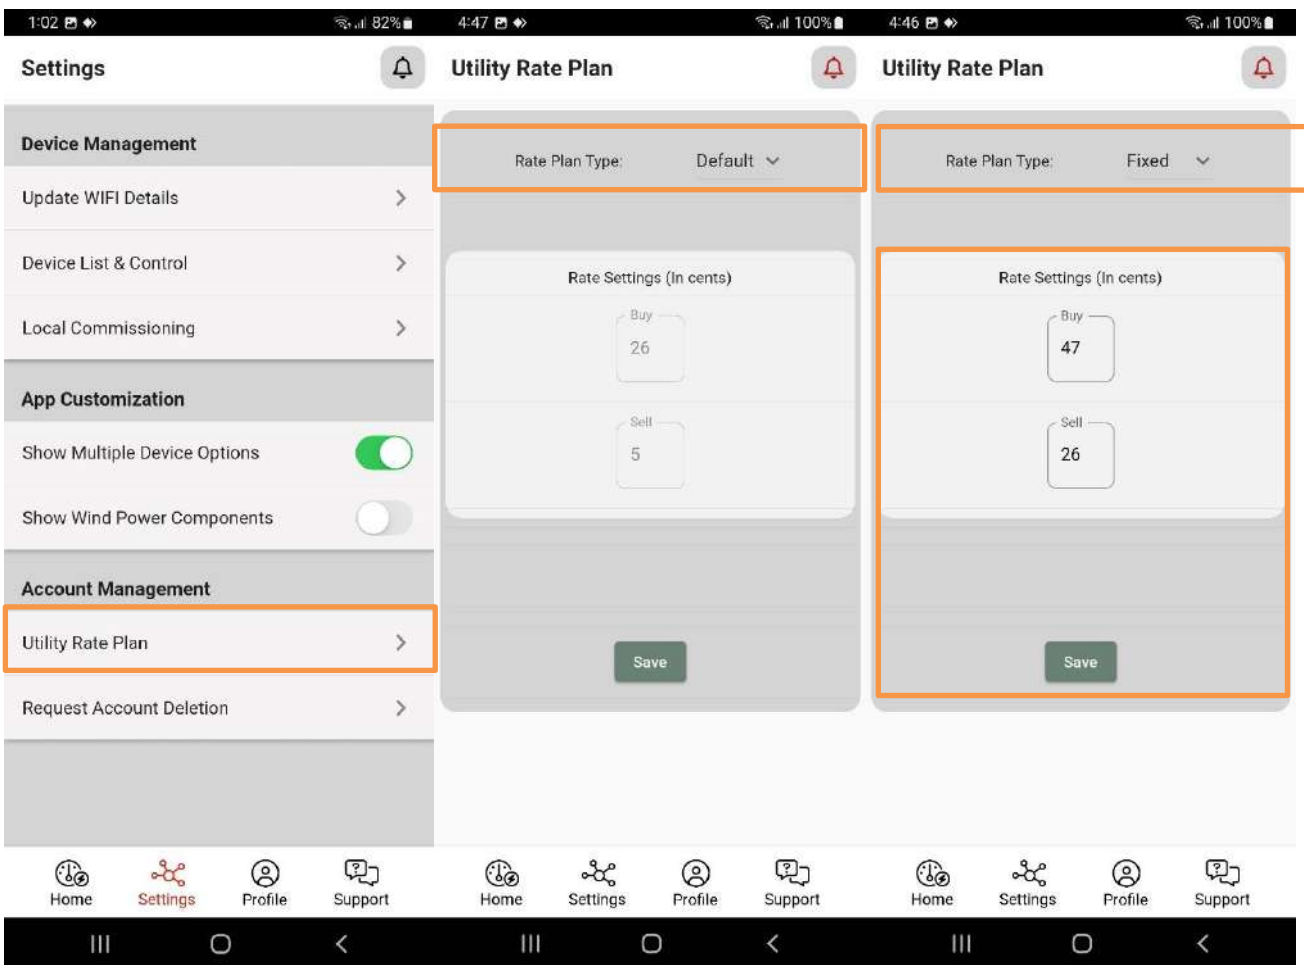 1:02 82%
Settings
Device Management
Update WIFI Details
Device List & Control
Local Commissioning
App Customization
Show Multiple Device Options
Show Wind Power Components
Account Management
Utility Rate Plan
Request Account Deletion
Home Settings Profile Support
4:47 100%
Utility Rate Plan
Rate Plan Type: Default
Rate Settings (In cents)
Buy
26
Sell
5
Save
Home Settings Profile Support
4:46 100%
Utility Rate Plan
Rate Plan Type: Fixed
Rate Settings (In cents)
Buy
47
Sell
26
Save
Home Settings Profile Support